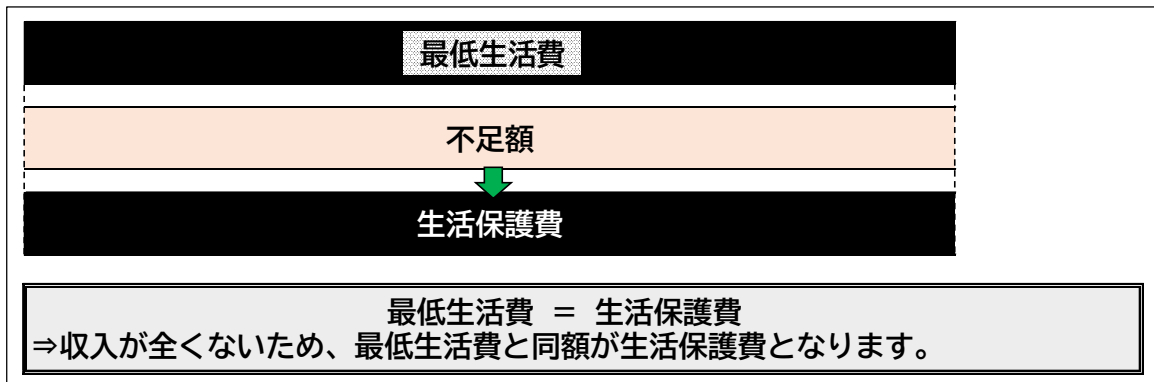 最低生活費
不足額
生活保護費
最低生活費 = 生活保護費
⇒収入が全くないため、最低生活費と同額が生活保護費となります。